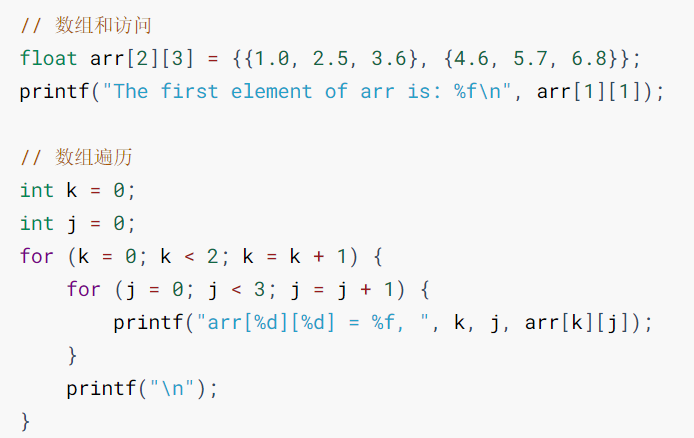 // 数组和访问
float arr[2][3] = {{1.0, 2.5, 3.6}, {4.6, 5.7, 6.8}};
printf("The first element of arr is: %f\n", arr[1][1]);
// 数组遍历
int k = 0;
int j = 0;
for (k = 0; k < 2; k = k + 1) {
    for (j = 0; j < 3; j = j + 1) {
        printf("arr[%d][%d] = %f, ", k, j, arr[k][j]);
    }
    printf("\n");
}